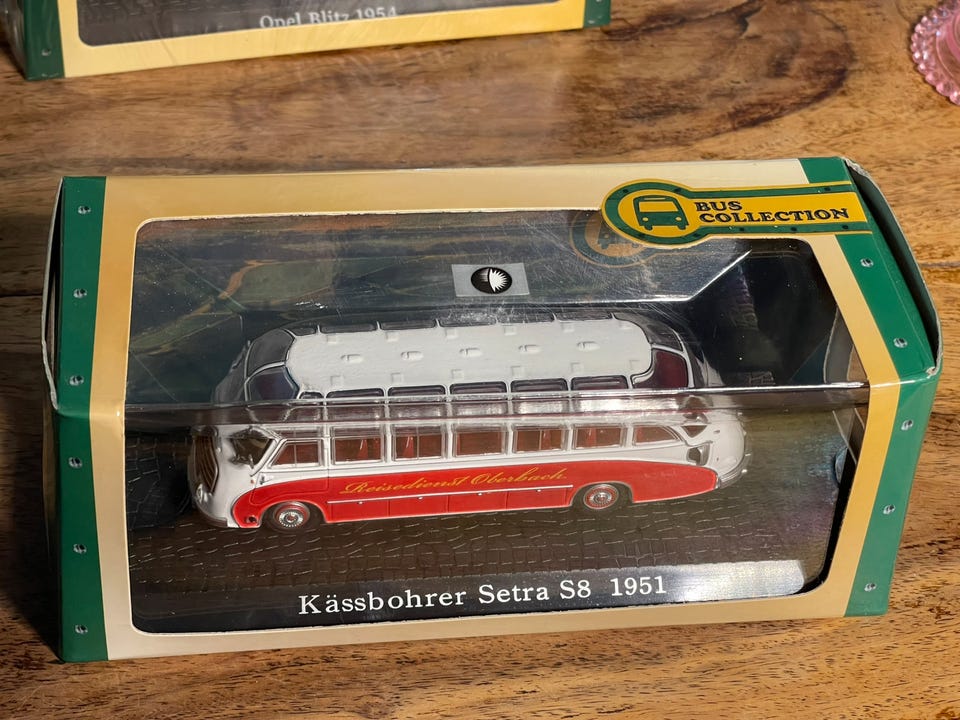 Opel Blitz 1954
BUS
COLLECTION
Reisedienst Oberbach
Kässbohrer Setra S8 1951